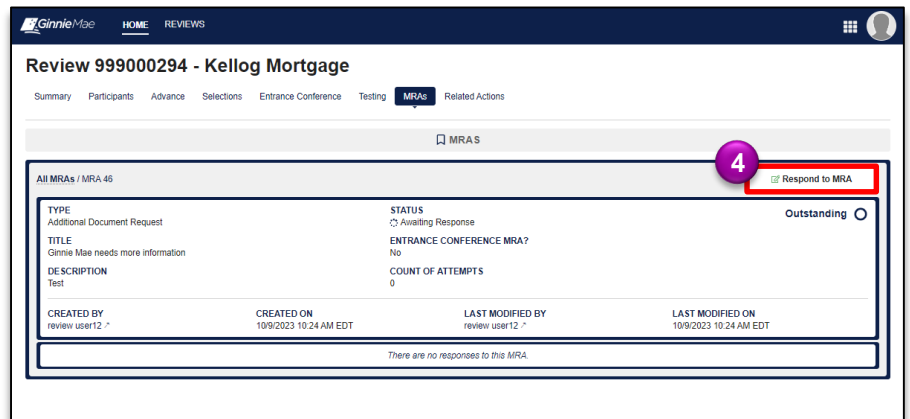 GinnieMae HOME REVIEWS
Review 999000294 - Kellog Mortgage
Summary Participants Advance Selections Entrance Conference Testing MRAs Related Actions
MRAS
4
All MRAs / MRA 46 Respond to MRA
TYPE STATUS Outstanding
Additional Document Request Awaiting Response
TITLE ENTRANCE CONFERENCE MRA?
Ginnie Mae needs more information No
DESCRIPTION COUNT OF ATTEMPTS
Test 0
CREATED BY CREATED ON LAST MODIFIED BY LAST MODIFIED ON
review user12 10/9/2023 10:24 AM EDT review user12 10/9/2023 10:24 AM EDT
There are no responses to this MRA.